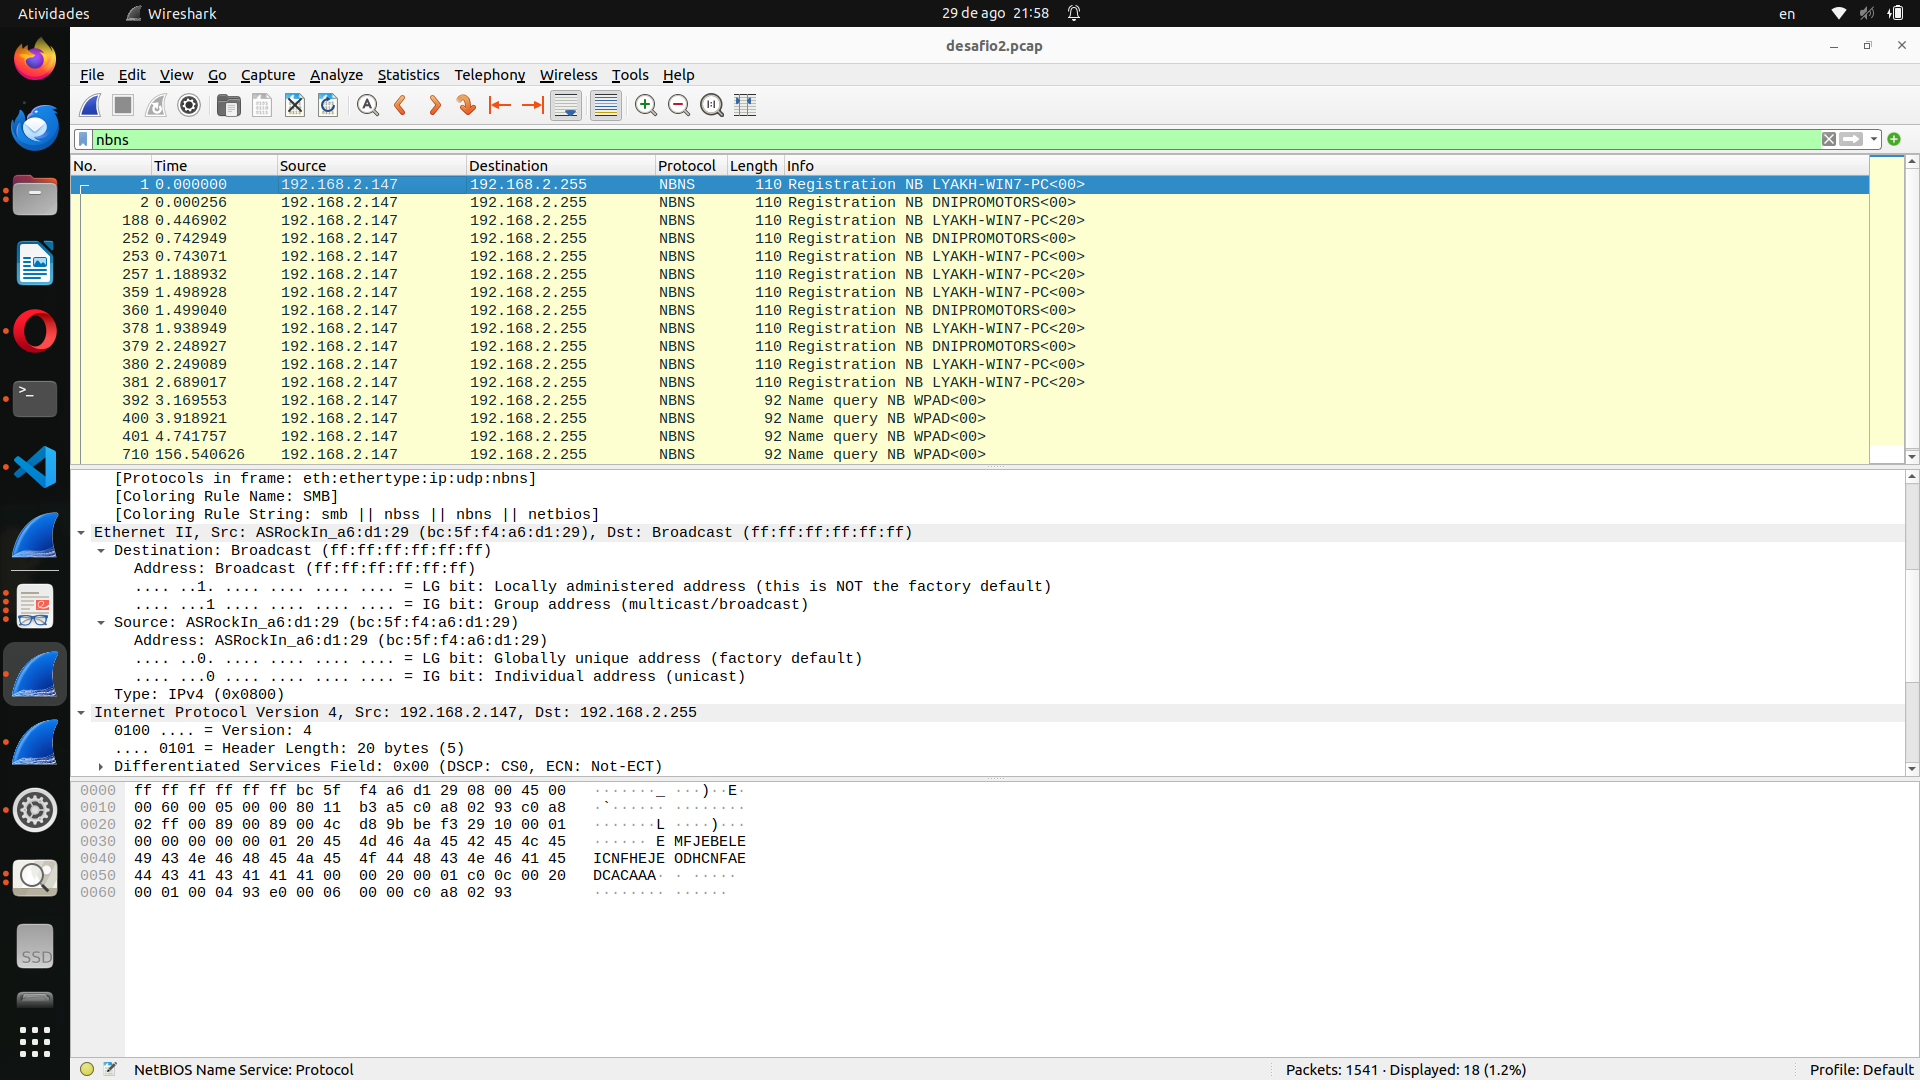 Atividades
Wireshark
29 de ago 21:58
en
desafio2.pcap
File Edit View Go Capture Analyze Statistics Telephony Wireless Tools Help
nbns
No. Time Source Destination Protocol Length Info
1 0.000000 192.168.2.147 192.168.2.255 NBNS 110 Registration NB LYAKH-WIN7-PC<00>
2 0.000256 192.168.2.147 192.168.2.255 NBNS 110 Registration NB DNIPROMOTORS<00>
188 0.446902 192.168.2.147 192.168.2.255 NBNS 110 Registration NB LYAKH-WIN7-PC<20>
252 0.742949 192.168.2.147 192.168.2.255 NBNS 110 Registration NB DNIPROMOTORS<00>
253 0.743071 192.168.2.147 192.168.2.255 NBNS 110 Registration NB LYAKH-WIN7-PC<00>
257 1.188932 192.168.2.147 192.168.2.255 NBNS 110 Registration NB LYAKH-WIN7-PC<20>
359 1.498928 192.168.2.147 192.168.2.255 NBNS 110 Registration NB LYAKH-WIN7-PC<00>
360 1.499040 192.168.2.147 192.168.2.255 NBNS 110 Registration NB DNIPROMOTORS<00>
378 1.938949 192.168.2.147 192.168.2.255 NBNS 110 Registration NB LYAKH-WIN7-PC<20>
379 2.248927 192.168.2.147 192.168.2.255 NBNS 110 Registration NB DNIPROMOTORS<00>
380 2.249089 192.168.2.147 192.168.2.255 NBNS 110 Registration NB LYAKH-WIN7-PC<00>
381 2.689017 192.168.2.147 192.168.2.255 NBNS 110 Registration NB LYAKH-WIN7-PC<20>
392 3.169553 192.168.2.147 192.168.2.255 NBNS 92 Name query NB WPAD<00>
400 3.918921 192.168.2.147 192.168.2.255 NBNS 92 Name query NB WPAD<00>
401 4.741757 192.168.2.147 192.168.2.255 NBNS 92 Name query NB WPAD<00>
710 156.540626 192.168.2.147 192.168.2.255 NBNS 92 Name query NB WPAD<00>
[Protocols in frame: eth:ethertype:ip:udp:nbns]
[Coloring Rule Name: SMB]
[Coloring Rule String: smb || nbss || nbns || netbios]
Ethernet II, Src: ASRockIn_a6:d1:29 (bc:5f:f4:a6:d1:29), Dst: Broadcast (ff:ff:ff:ff:ff:ff)
Destination: Broadcast (ff:ff:ff:ff:ff:ff)
Address: Broadcast (ff:ff:ff:ff:ff:ff)
.... ..1. .... .... .... .... = LG bit: Locally administered address (this is NOT the factory default)
.... ...1 .... .... .... .... = IG bit: Group address (multicast/broadcast)
Source: ASRockIn_a6:d1:29 (bc:5f:f4:a6:d1:29)
Address: ASRockIn_a6:d1:29 (bc:5f:f4:a6:d1:29)
.... ..0. .... .... .... .... = LG bit: Globally unique address (factory default)
.... ...0 .... .... .... .... = IG bit: Individual address (unicast)
Type: IPv4 (0x0800)
Internet Protocol Version 4, Src: 192.168.2.147, Dst: 192.168.2.255
0100 .... = Version: 4
.... 0101 = Header Length: 20 bytes (5)
Differentiated Services Field: 0x00 (DSCP: CS0, ECN: Not-ECT)
0000 ff ff ff ff ff ff bc 5f f4 a6 d1 29 08 00 45 00 ·······_ ···)··E·
0010 00 60 00 05 00 00 80 11 b3 a5 c0 a8 02 93 c0 a8 ·`······ ········
0020 02 ff 00 89 00 89 00 4c d8 9b be f3 29 10 00 01 ·······L ····)···
0030 00 00 00 00 00 01 20 45 4d 46 4a 45 42 45 4c 45 ······ E MFJEBELE
0040 49 43 4e 46 48 45 4a 45 4f 44 48 43 4e 46 41 45 ICNFHEJE ODHCNFAE
0050 44 43 41 43 41 41 41 00 00 20 00 01 c0 0c 00 20 DCACAAA· · ·····
0060 00 01 00 04 93 e0 00 06 00 00 c0 a8 02 93 ········ ······
SSD
NetBIOS Name Service: Protocol
Packets: 1541 · Displayed: 18 (1.2%)
Profile: Default